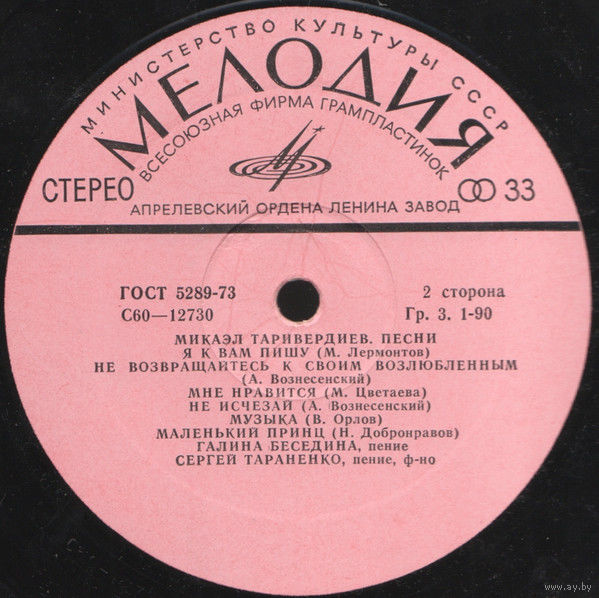 МИНИСТЕРСТВО КУЛЬТУРЫ СССР
МЕЛОДИЯ
ВСЕСОЮЗНАЯ ФИРМА ГРАМПЛАСТИНОК
СТЕРЕО
33
АПРЕЛЕВСКИЙ ОРДЕНА ЛЕНИНА ЗАВОД
ГОСТ 5289-73
2 сторона
С60—12730
Гр. 3. 1-90
МИКАЭЛ ТАРИВЕРДИЕВ. ПЕСНИ
Я К ВАМ ПИШУ (М. Лермонтов)
НЕ ВОЗВРАЩАЙТЕСЬ К СВОИМ ВОЗЛЮБЛЕННЫМ
(А. Вознесенский)
МНЕ НРАВИТСЯ (М. Цветаева)
НЕ ИСЧЕЗАЙ (А. Вознесенский)
МУЗЫКА (В. Орлов)
МАЛЕНЬКИЙ ПРИНЦ (Н. Добронравов)
ГАЛИНА БЕСЕДИНА, пение
СЕРГЕЙ ТАРАНЕНКО, пение, ф-но
www.ay.by